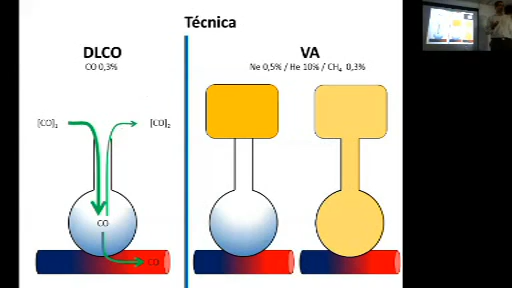 Técnica
DLCO
CO 0,3%
VA
Ne 0,5% / He 10% / CH₄ 0,3%
[CO]₁
[CO]₂
CO
CO